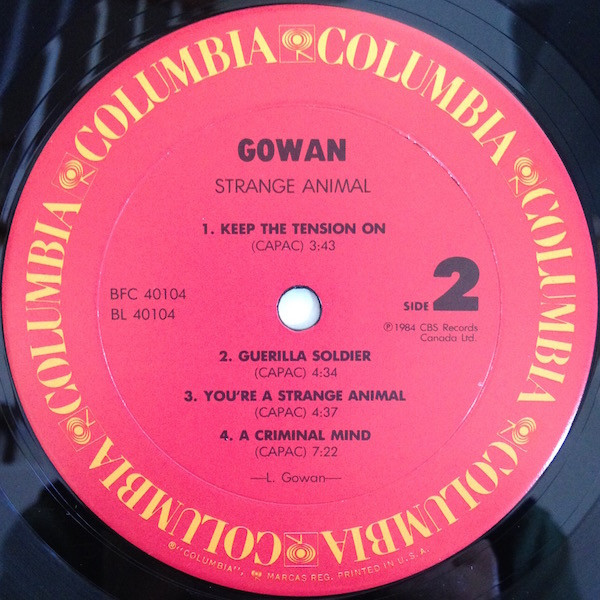 COLUMBIA COLUMBIA COLUMBIA COLUMBIA COLUMBIA COLUMBIA COLUMBIA
GOWAN
STRANGE ANIMAL
1. KEEP THE TENSION ON
(CAPAC) 3:43
BFC 40104
BL 40104
SIDE 2
Ⓟ1984 CBS Records
Canada Ltd.
2. GUERILLA SOLDIER
(CAPAC) 4:34
3. YOU'RE A STRANGE ANIMAL
(CAPAC) 4:37
4. A CRIMINAL MIND
(CAPAC) 7:22
—L. Gowan—
®"COLUMBIA", MARCAS REG. PRINTED IN U.S.A.